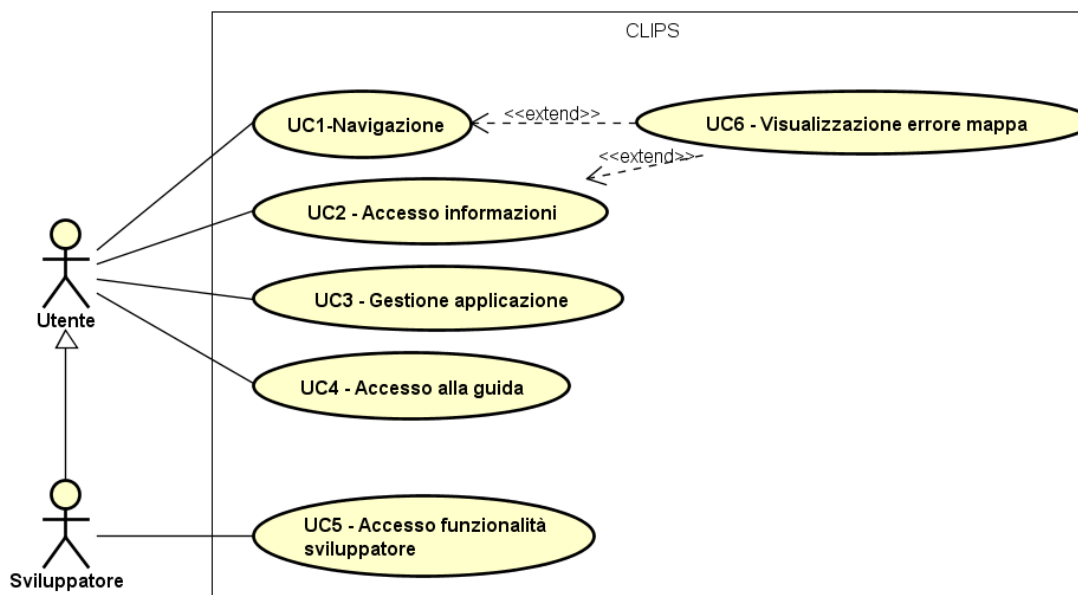 CLIPS
UC1-Navigazione
<<extend>>
UC6 - Visualizzazione errore mappa
<<extend>>
UC2 - Accesso informazioni
UC3 - Gestione applicazione
Utente
UC4 - Accesso alla guida
UC5 - Accesso funzionalità
sviluppatore
Sviluppatore